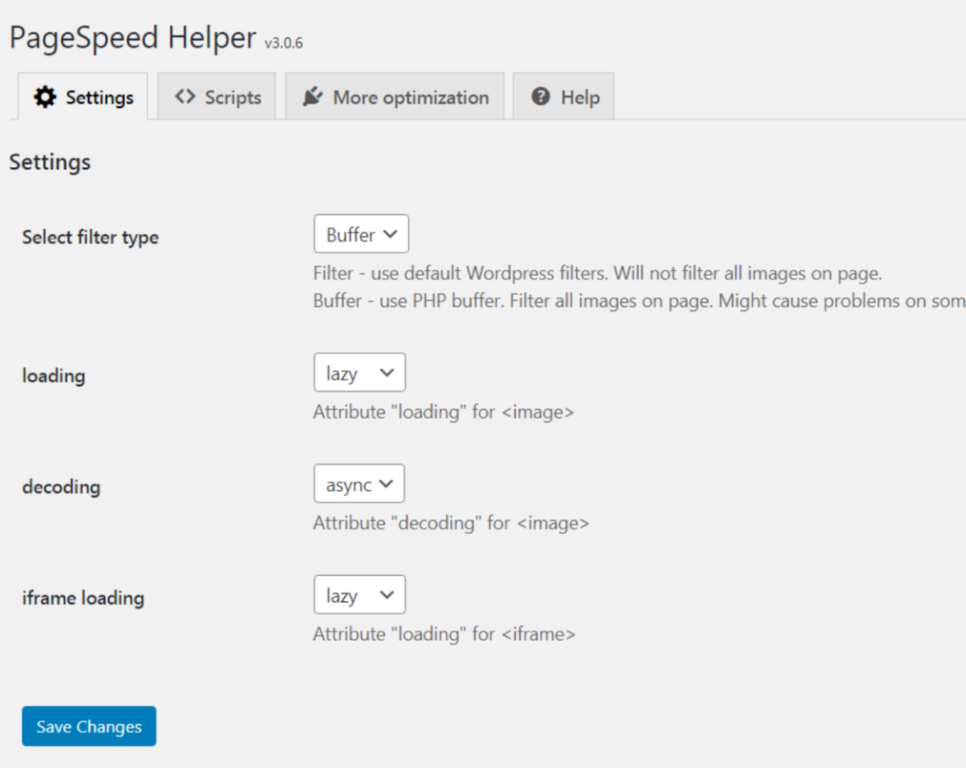 PageSpeed Helper v3.0.6
Settings <> Scripts More optimization Help
Settings
Select filter type Buffer
Filter - use default Wordpress filters. Will not filter all images on page.
Buffer - use PHP buffer. Filter all images on page. Might cause problems on som
loading lazy
Attribute "loading" for <image>
decoding async
Attribute "decoding" for <image>
iframe loading lazy
Attribute "loading" for <iframe>
Save Changes